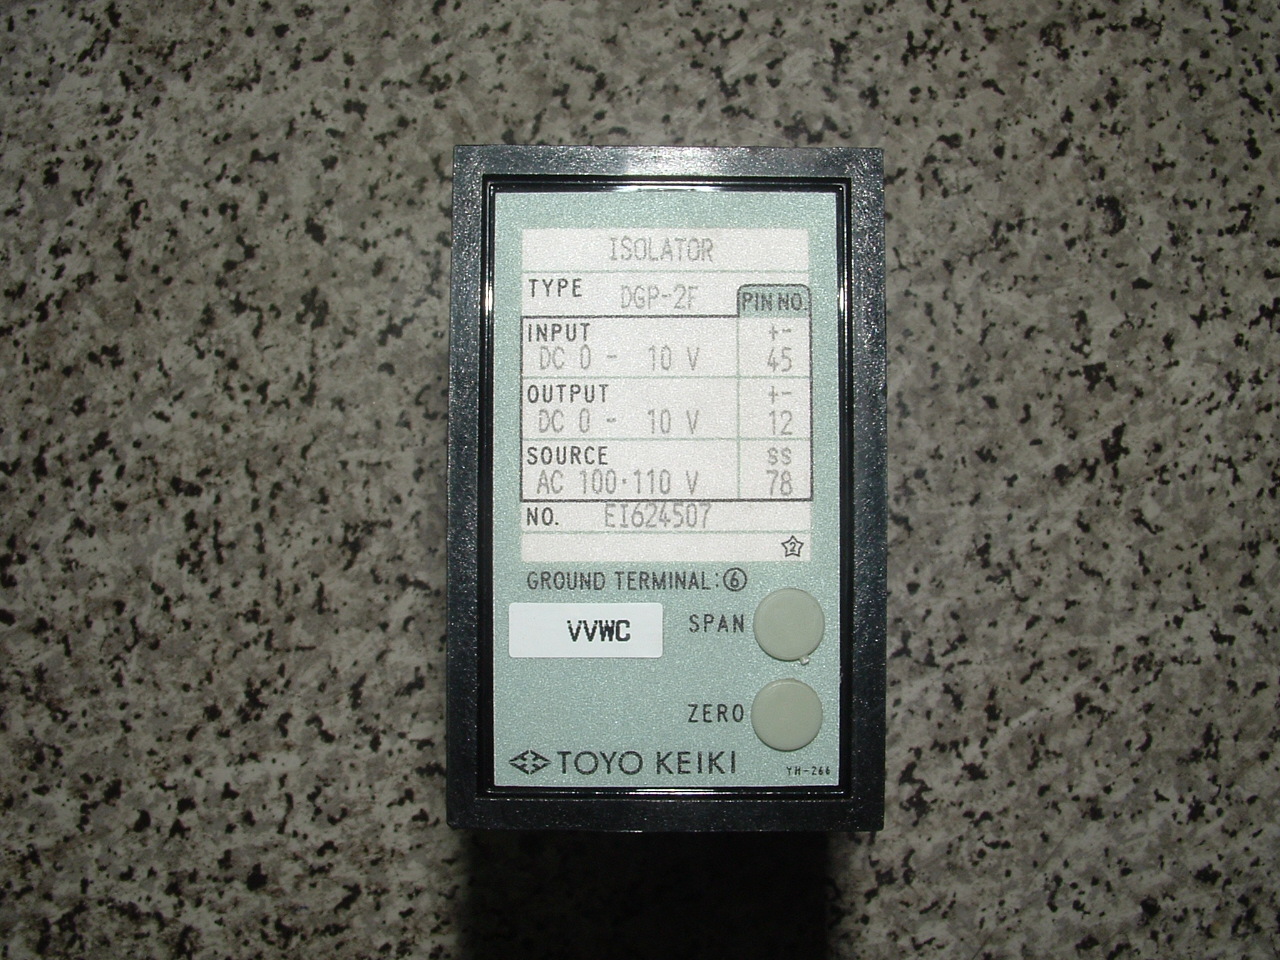 ISOLATOR
TYPE DGP-2F PIN NO.
INPUT + -
DC 0 - 10 V 45
OUTPUT + -
DC 0 - 10 V 12
SOURCE SS
AC 100·110 V 78
NO. EI624507
2
GROUND TERMINAL:⑥
VVWC SPAN
ZERO
TOYO KEIKI YH-266